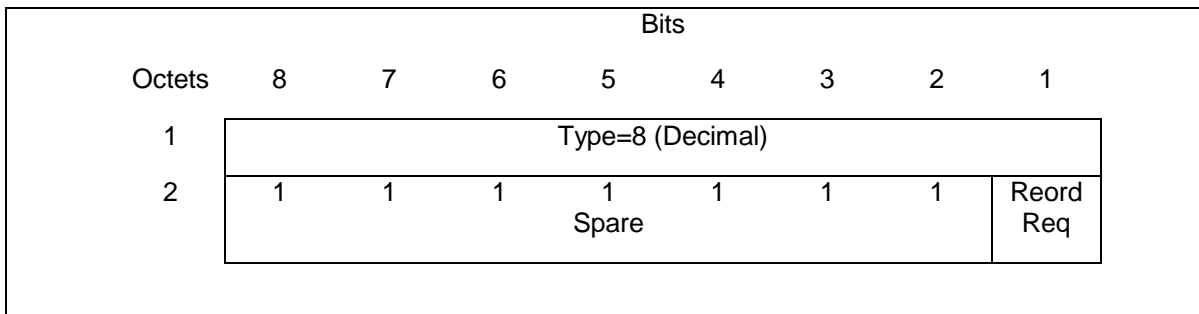 Bits
Octets 8 7 6 5 4 3 2 1
1 Type=8 (Decimal)
2 1 1 1 1 1 1 1 Reord
Spare Req